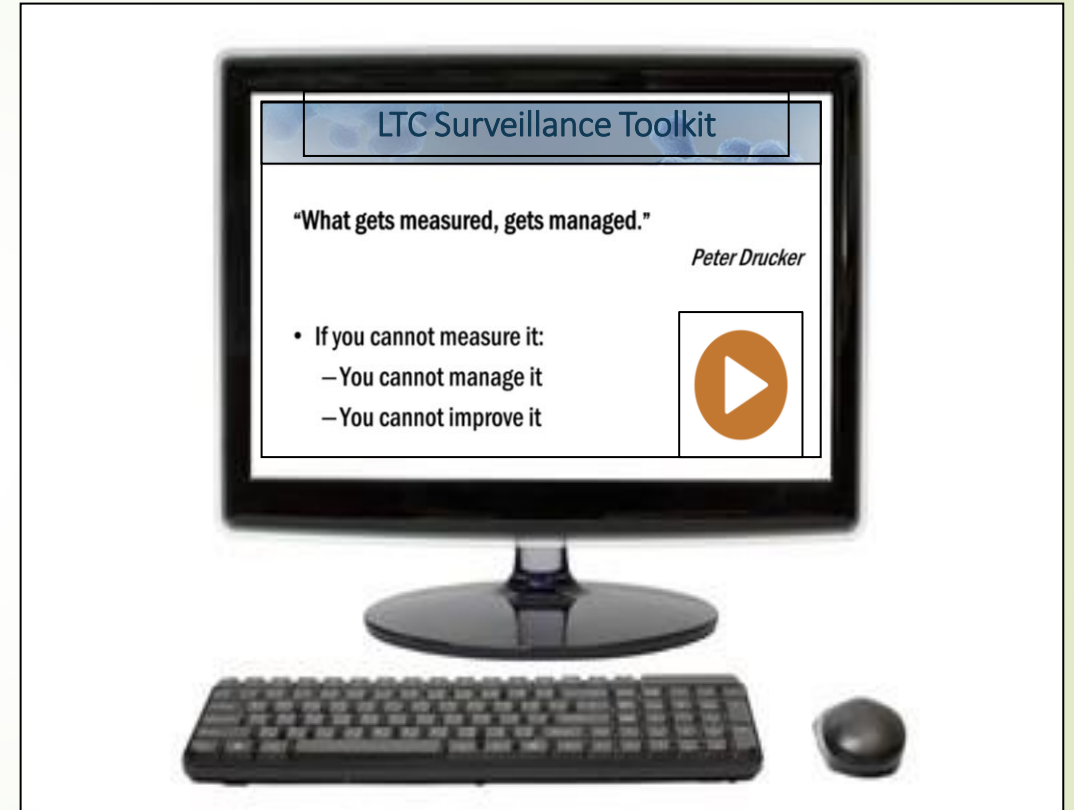 LTC Surveillance Toolkit
“What gets measured, gets managed.”
Peter Drucker
• If you cannot measure it:
–You cannot manage it
–You cannot improve it